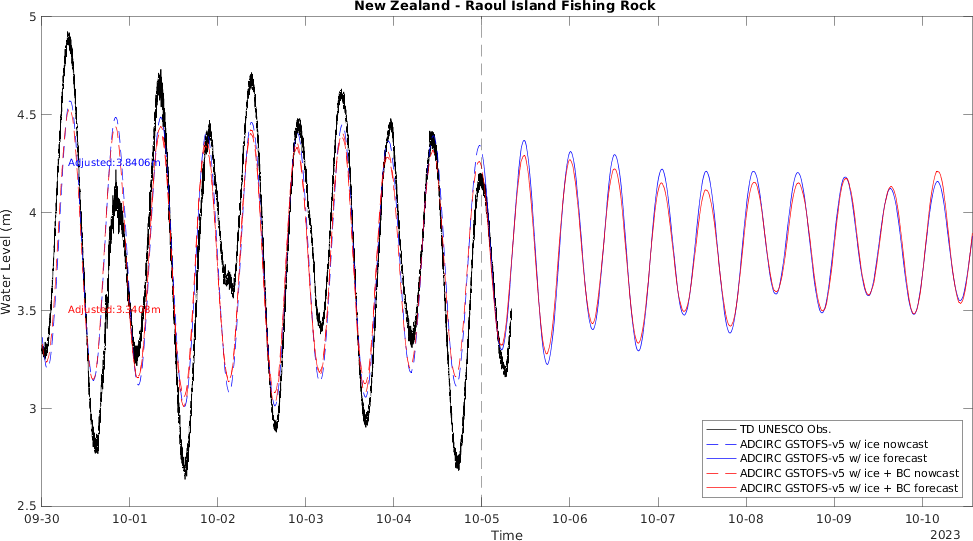 New Zealand - Raoul Island Fishing Rock
5
4.5
4
3.5
3
2.5
Water Level (m)
Adjusted:3.8406m
Adjusted:3.3403m
TD UNESCO Obs.
ADCIRC GSTOFS-v5 w/ ice nowcast
ADCIRC GSTOFS-v5 w/ ice forecast
ADCIRC GSTOFS-v5 w/ ice + BC nowcast
ADCIRC GSTOFS-v5 w/ ice + BC forecast
09-30 10-01 10-02 10-03 10-04 10-05 10-06 10-07 10-08 10-09 10-10
Time
2023